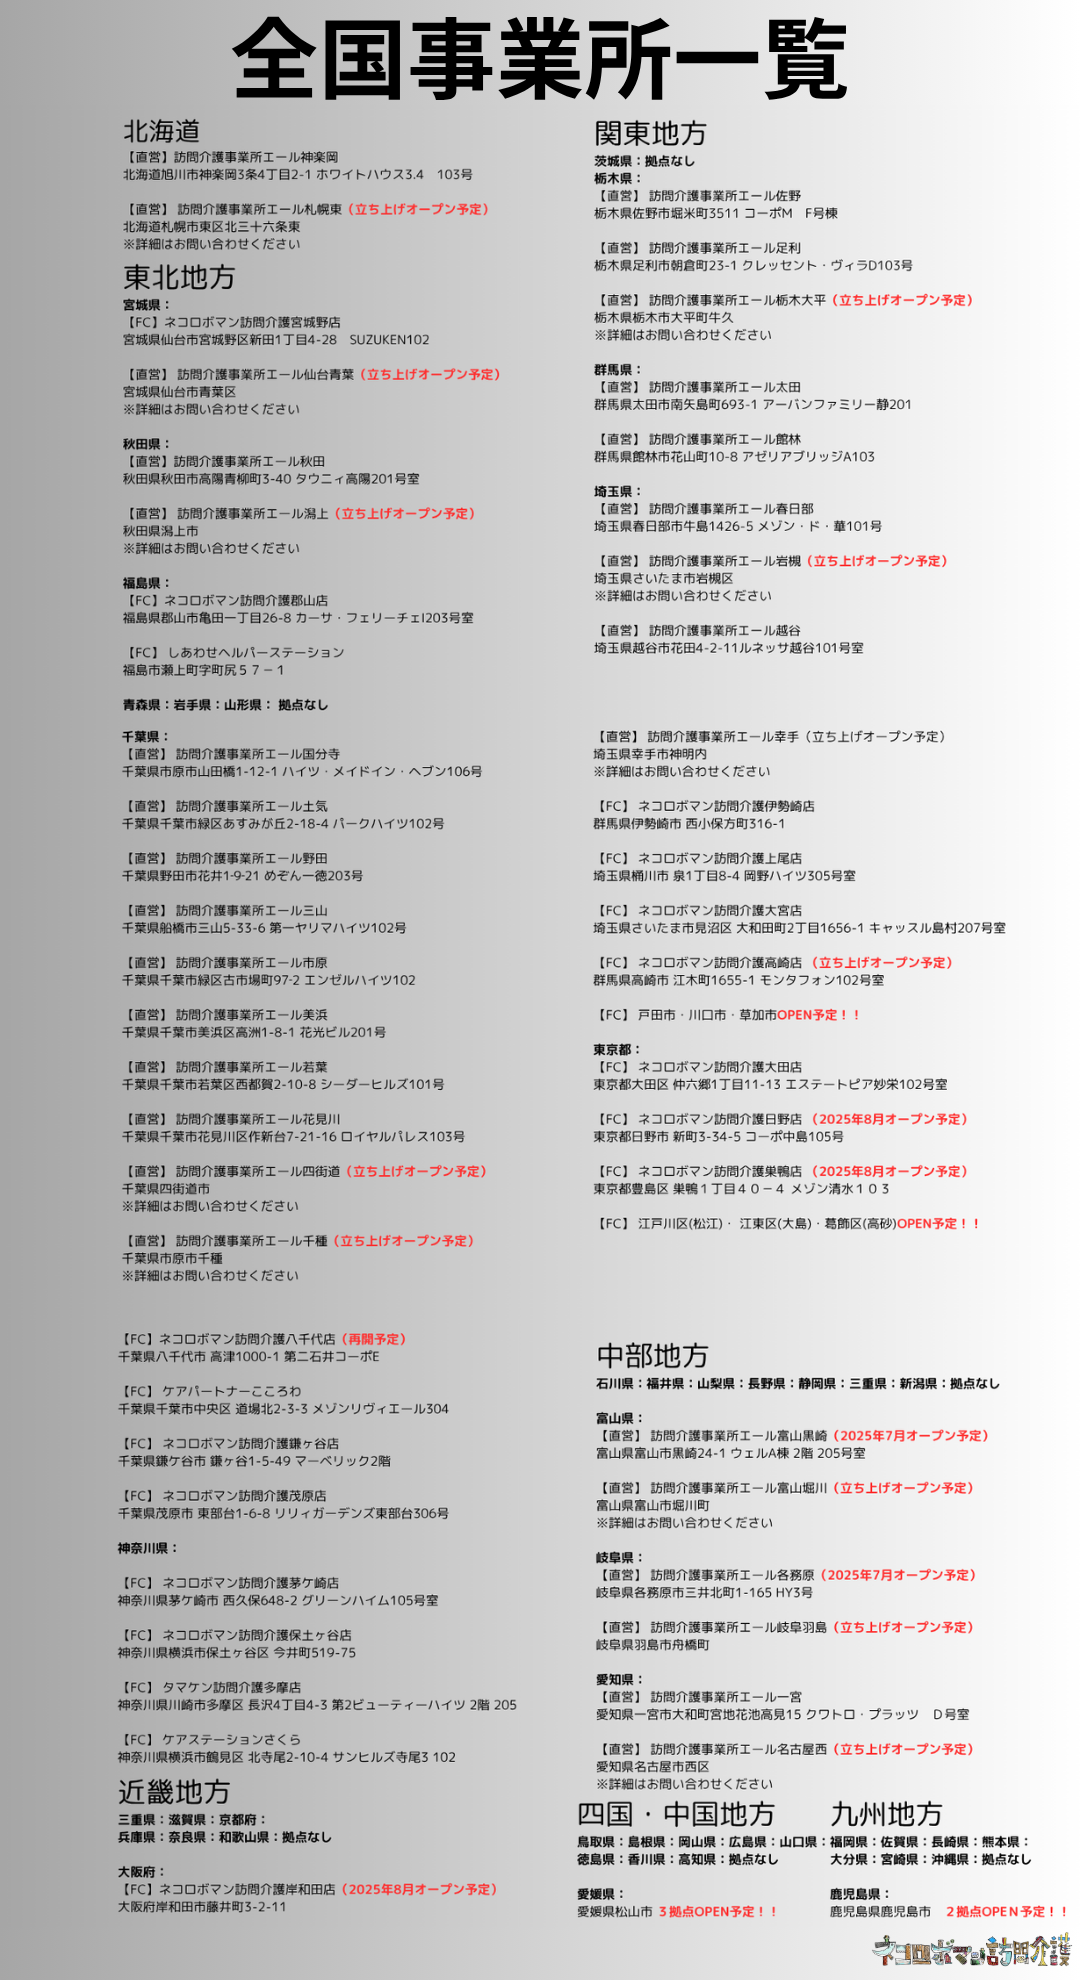 全国事業所一覧
北海道
【直営】訪問介護事業所エール神楽岡
北海道旭川市神楽岡3条4丁目2-1 ホワイトハウス3.4　103号
【直営】 訪問介護事業所エール札幌東（立ち上げオープン予定）
北海道札幌市東区北三十六条東
※詳細はお問い合わせください
東北地方
宮城県：
【FC】ネコロボマン訪問介護宮城野店
宮城県仙台市宮城野区新田1丁目4-28　SUZUKEN102
【直営】 訪問介護事業所エール仙台青葉（立ち上げオープン予定）
宮城県仙台市青葉区
※詳細はお問い合わせください
秋田県：
【直営】訪問介護事業所エール秋田
秋田県秋田市高陽青柳町3-40 タウニィ高陽201号室
【直営】 訪問介護事業所エール潟上（立ち上げオープン予定）
秋田県潟上市
※詳細はお問い合わせください
福島県：
【FC】ネコロボマン訪問介護郡山店
福島県郡山市亀田一丁目26-8 カーサ・フェリーチェI203号室
【FC】 しあわせヘルパーステーション
福島市瀬上町字町尻５７－１
青森県：岩手県：山形県： 拠点なし
関東地方
茨城県：拠点なし
栃木県：
【直営】 訪問介護事業所エール佐野
栃木県佐野市堀米町3511 コーポM　F号棟
【直営】 訪問介護事業所エール足利
栃木県足利市朝倉町23-1 クレッセント・ヴィラD103号
【直営】 訪問介護事業所エール栃木大平（立ち上げオープン予定）
栃木県栃木市大平町牛久
※詳細はお問い合わせください
群馬県：
【直営】 訪問介護事業所エール太田
群馬県太田市南矢島町693-1 アーバンファミリー静201
【直営】 訪問介護事業所エール館林
群馬県館林市花山町10-8 アゼリアブリッジA103
埼玉県：
【直営】 訪問介護事業所エール春日部
埼玉県春日部市牛島1426-5 メゾン・ド・華101号
【直営】 訪問介護事業所エール岩槻（立ち上げオープン予定）
埼玉県さいたま市岩槻区
※詳細はお問い合わせください
【直営】 訪問介護事業所エール越谷
埼玉県越谷市花田4-2-11ルネッサ越谷101号室
千葉県：
【直営】 訪問介護事業所エール国分寺
千葉県市原市山田橋1-12-1 ハイツ・メイドイン・ヘブン106号
【直営】 訪問介護事業所エール土気
千葉県千葉市緑区あすみが丘2-18-4 パークハイツ102号
【直営】 訪問介護事業所エール野田
千葉県野田市花井1-9-21 めぞん一徳203号
【直営】 訪問介護事業所エール三山
千葉県船橋市三山5-33-6 第一ヤリマハイツ102号
【直営】 訪問介護事業所エール市原
千葉県千葉市緑区古市場町97-2 エンゼルハイツ102
【直営】 訪問介護事業所エール美浜
千葉県千葉市美浜区高洲1-8-1 花光ビル201号
【直営】 訪問介護事業所エール若葉
千葉県千葉市若葉区西都賀2-10-8 シーダーヒルズ101号
【直営】 訪問介護事業所エール花見川
千葉県千葉市花見川区作新台7-21-16 ロイヤルパレス103号
【直営】 訪問介護事業所エール四街道（立ち上げオープン予定）
千葉県四街道市
※詳細はお問い合わせください
【直営】 訪問介護事業所エール千種（立ち上げオープン予定）
千葉県市原市千種
※詳細はお問い合わせください
【直営】 訪問介護事業所エール幸手（立ち上げオープン予定）
埼玉県幸手市神明内
※詳細はお問い合わせください
【FC】 ネコロボマン訪問介護伊勢崎店
群馬県伊勢崎市 西小保方町316-1
【FC】 ネコロボマン訪問介護上尾店
埼玉県桶川市 泉1丁目8-4 岡野ハイツ305号室
【FC】 ネコロボマン訪問介護大宮店
埼玉県さいたま市見沼区 大和田町2丁目1656-1 キャッスル島村207号室
【FC】 ネコロボマン訪問介護高崎店 （立ち上げオープン予定）
群馬県高崎市 江木町1655-1 モンタフォン102号室
【FC】 戸田市・川口市・草加市OPEN予定！！
東京都：
【FC】 ネコロボマン訪問介護大田店
東京都大田区 仲六郷1丁目11-13 エステートピア妙栄102号室
【FC】 ネコロボマン訪問介護日野店 （2025年8月オープン予定）
東京都日野市 新町3-34-5 コーポ中島105号
【FC】 ネコロボマン訪問介護巣鴨店 （2025年8月オープン予定）
東京都豊島区 巣鴨１丁目４０－４ メゾン清水１０３
【FC】 江戸川区(松江)・ 江東区(大島)・葛飾区(高砂)OPEN予定！！
【FC】ネコロボマン訪問介護八千代店（再開予定）
千葉県八千代市 高津1000-1 第二石井コーポE
【FC】 ケアパートナーこころわ
千葉県千葉市中央区 道場北2-3-3 メゾンリヴィエール304
【FC】 ネコロボマン訪問介護鎌ヶ谷店
千葉県鎌ケ谷市 鎌ヶ谷1-5-49 マーベリック2階
【FC】 ネコロボマン訪問介護茂原店
千葉県茂原市 東部台1-6-8 リリィガーデンズ東部台306号
神奈川県：
【FC】 ネコロボマン訪問介護茅ケ崎店
神奈川県茅ケ崎市 西久保648-2 グリーンハイム105号室
【FC】 ネコロボマン訪問介護保土ヶ谷店
神奈川県横浜市保土ヶ谷区 今井町519-75
【FC】 タマケン訪問介護多摩店
神奈川県川崎市多摩区 長沢4丁目4-3 第2ビューティーハイツ 2階 205
【FC】 ケアステーションさくら
神奈川県横浜市鶴見区 北寺尾2-10-4 サンヒルズ寺尾3 102
近畿地方
三重県：滋賀県：京都府：
兵庫県：奈良県：和歌山県：拠点なし
大阪府：
【FC】ネコロボマン訪問介護岸和田店（2025年8月オープン予定）
大阪府岸和田市藤井町3-2-11
中部地方
石川県：福井県：山梨県：長野県：静岡県：三重県：新潟県：拠点なし
富山県：
【直営】 訪問介護事業所エール富山黒崎（2025年7月オープン予定）
富山県富山市黒崎24-1 ウェルA棟 2階 205号室
【直営】 訪問介護事業所エール富山堀川（立ち上げオープン予定）
富山県富山市堀川町
※詳細はお問い合わせください
岐阜県：
【直営】 訪問介護事業所エール各務原（2025年7月オープン予定）
岐阜県各務原市三井北町1-165 HY3号
【直営】 訪問介護事業所エール岐阜羽島（立ち上げオープン予定）
岐阜県羽島市舟橋町
愛知県：
【直営】 訪問介護事業所エール一宮
愛知県一宮市大和町宮地花池高見15 クワトロ・プラッツ　Ｄ号室
【直営】 訪問介護事業所エール名古屋西（立ち上げオープン予定）
愛知県名古屋市西区
※詳細はお問い合わせください
四国・中国地方
鳥取県：島根県：岡山県：広島県：山口県：
徳島県：香川県：高知県：拠点なし
愛媛県：
愛媛県松山市 ３拠点OPEN予定！！
九州地方
福岡県：佐賀県：長崎県：熊本県：
大分県：宮崎県：沖縄県：拠点なし
鹿児島県：
鹿児島県鹿児島市　２拠点OPEN予定！！
ネコロボマン訪問介護